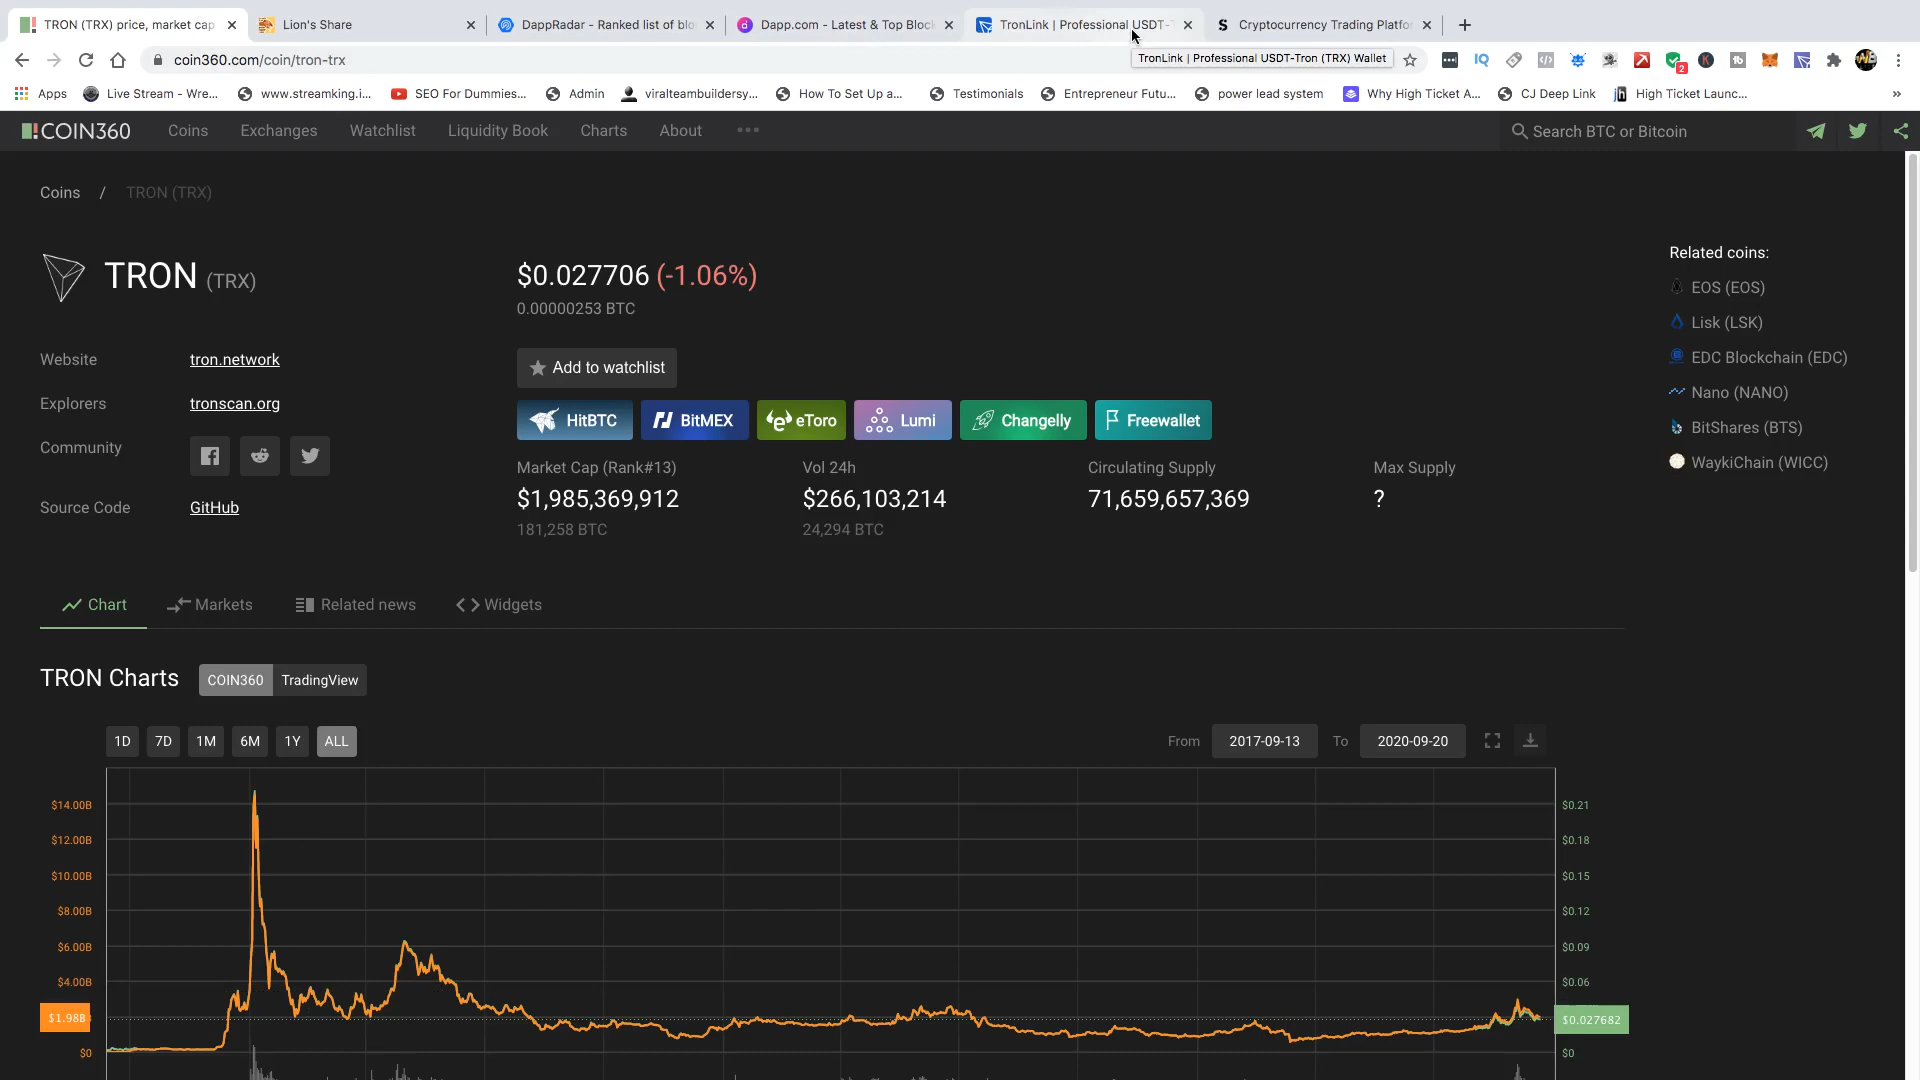 TRON (TRX) price, market cap
Lion's Share
DappRadar - Ranked list of blo
Dapp.com - Latest & Top Block
TronLink | Professional USDT-
Cryptocurrency Trading Platfor
coin360.com/coin/tron-trx
TronLink | Professional USDT-Tron (TRX) Wallet
IQ
2
K
Apps
Live Stream - Wre...
www.streamking.i...
SEO For Dummies...
Admin
viralteambuildersy...
How To Set Up a...
Testimonials
Entrepreneur Futu...
power lead system
Why High Ticket A...
CJ Deep Link
High Ticket Launc...
»
COIN360
Coins
Exchanges
Watchlist
Liquidity Book
Charts
About
Search BTC or Bitcoin
Coins / TRON (TRX)
TRON (TRX)
$0.027706 (-1.06%)
0.00000253 BTC
Related coins:
EOS (EOS)
Lisk (LSK)
EDC Blockchain (EDC)
Nano (NANO)
BitShares (BTS)
WaykiChain (WICC)
Website tron.network
Explorers tronscan.org
Community
Source Code GitHub
Add to watchlist
HitBTC
BitMEX
eToro
Lumi
Changelly
Freewallet
Market Cap (Rank#13)
$1,985,369,912
181,258 BTC
Vol 24h
$266,103,214
24,294 BTC
Circulating Supply
71,659,657,369
Max Supply
?
Chart
Markets
Related news
Widgets
TRON Charts
COIN360
TradingView
1D
7D
1M
6M
1Y
ALL
From 2017-09-13 To 2020-09-20
$14.00B
$12.00B
$10.00B
$8.00B
$6.00B
$4.00B
$1.98B
$0
$0.21
$0.18
$0.15
$0.12
$0.09
$0.06
$0.027682
$0